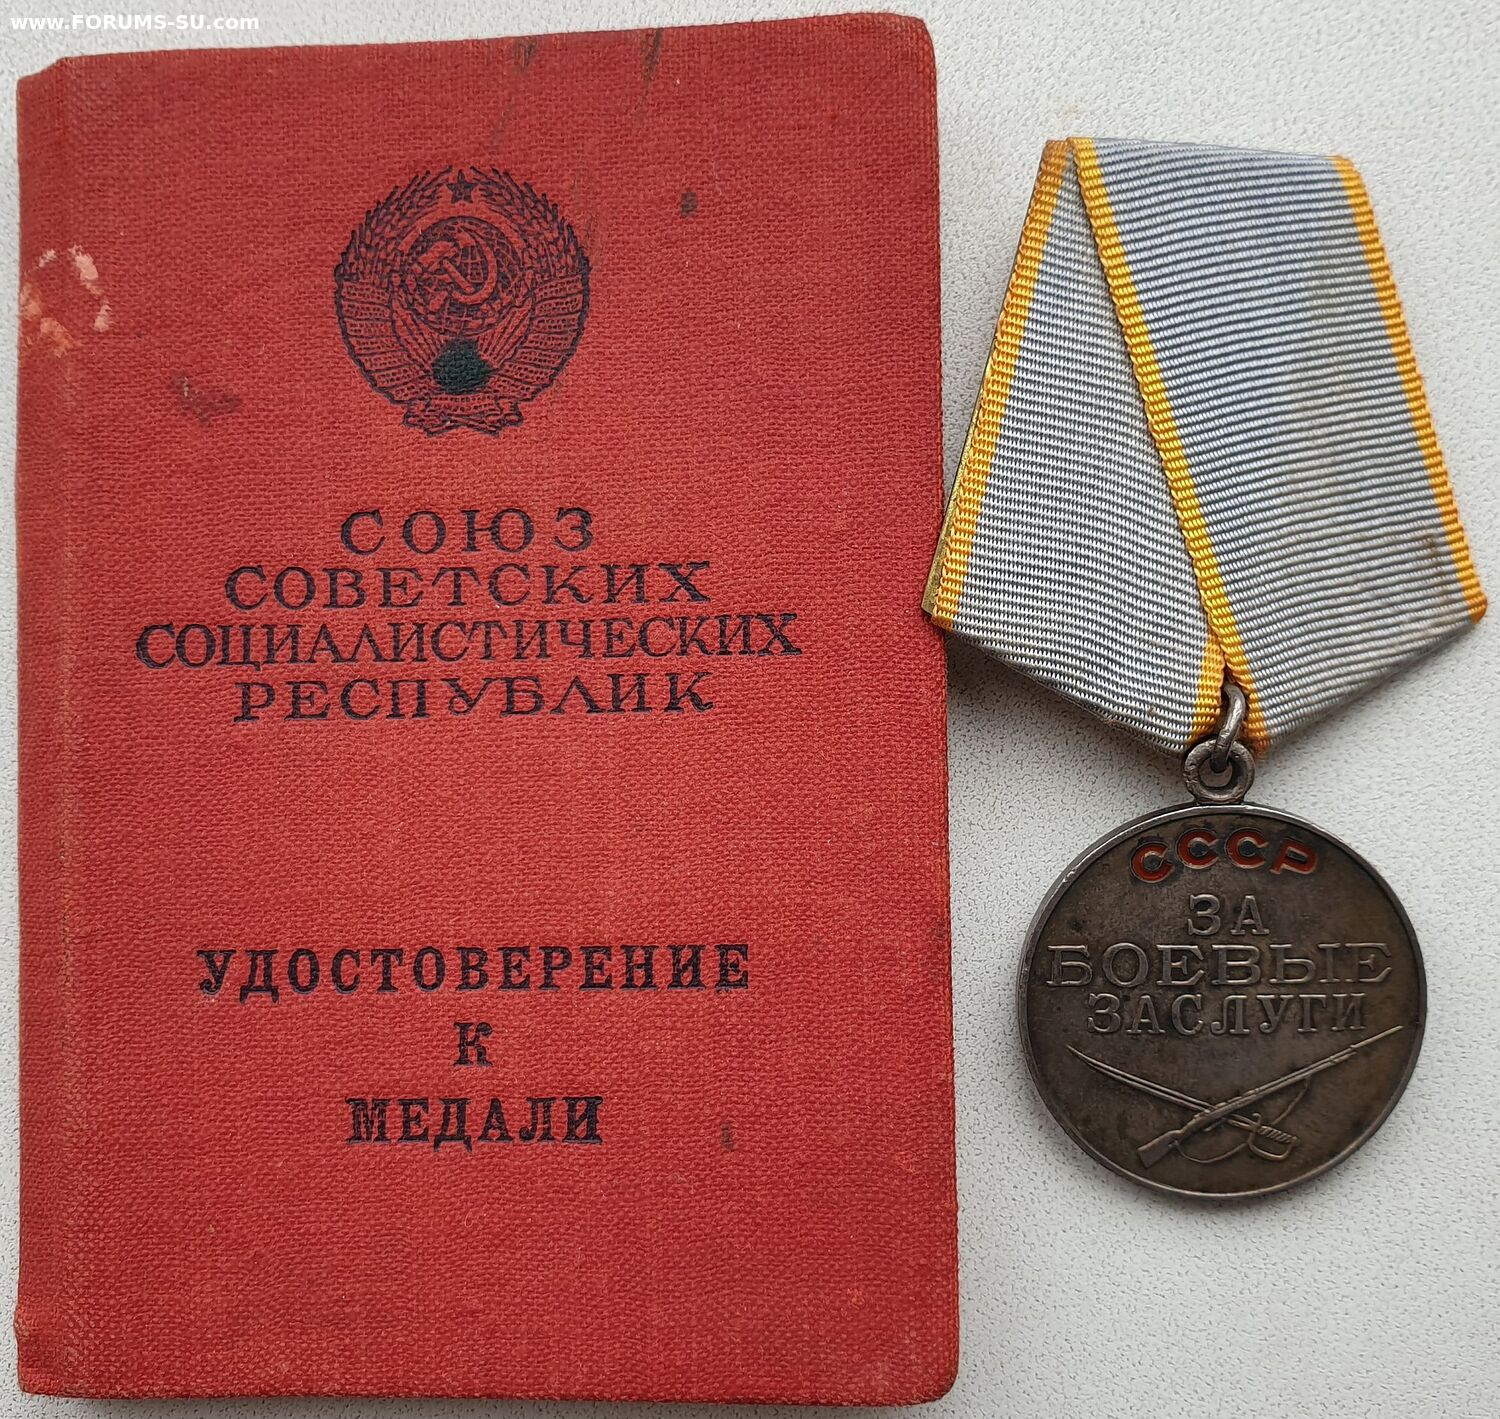 www.FORUMS-SU.com
СОЮЗ
СОВЕТСКИХ
СОЦИАЛИСТИЧЕСКИХ
РЕСПУБЛИК
УДОСТОВЕРЕНИЕ
К
МЕДАЛИ
СССР
ЗА
БОЕВЫЕ
ЗАСЛУГИ